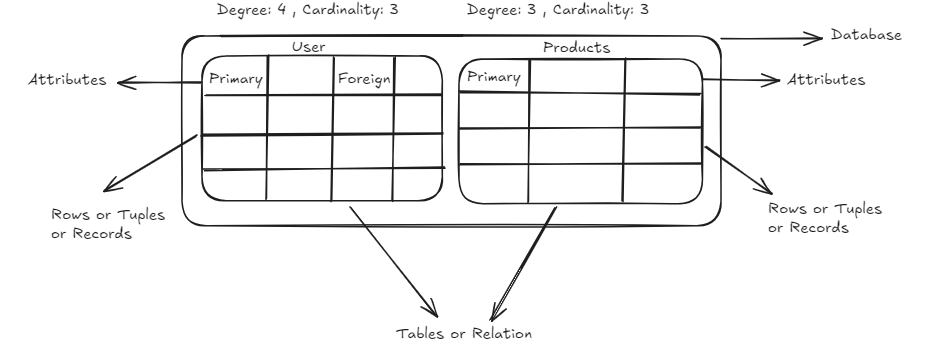 Degree: 4 , Cardinality: 3
Degree: 3 , Cardinality: 3
Database
User
Products
Attributes
Primary
Foreign
Primary
Attributes
Rows or Tuples
or Records
Rows or Tuples
or Records
Tables or Relation